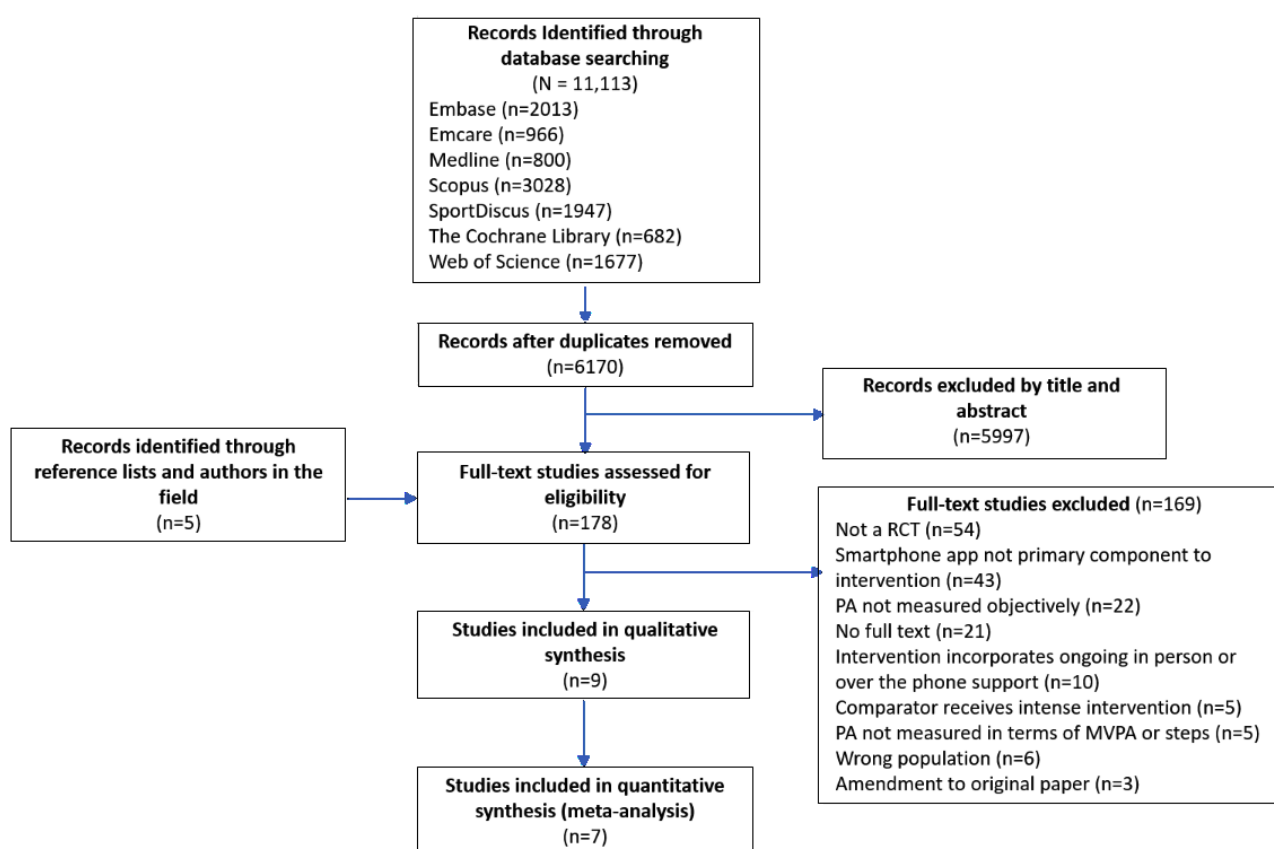 Records Identified through
database searching
(N = 11,113)
Embase (n=2013)
Emcare (n=966)
Medline (n=800)
Scopus (n=3028)
SportDiscus (n=1947)
The Cochrane Library (n=682)
Web of Science (n=1677)
Records after duplicates removed
(n=6170)
Records excluded by title and
abstract
(n=5997)
Records identified through
reference lists and authors in the
field
(n=5)
Full-text studies assessed for
eligibility
(n=178)
Full-text studies excluded (n=169)
Not a RCT (n=54)
Smartphone app not primary component to
intervention (n=43)
PA not measured objectively (n=22)
No full text (n=21)
Intervention incorporates ongoing in person or
over the phone support (n=10)
Comparator receives intense intervention (n=5)
PA not measured in terms of MVPA or steps (n=5)
Wrong population (n=6)
Amendment to original paper (n=3)
Studies included in qualitative
synthesis
(n=9)
Studies included in quantitative
synthesis (meta-analysis)
(n=7)